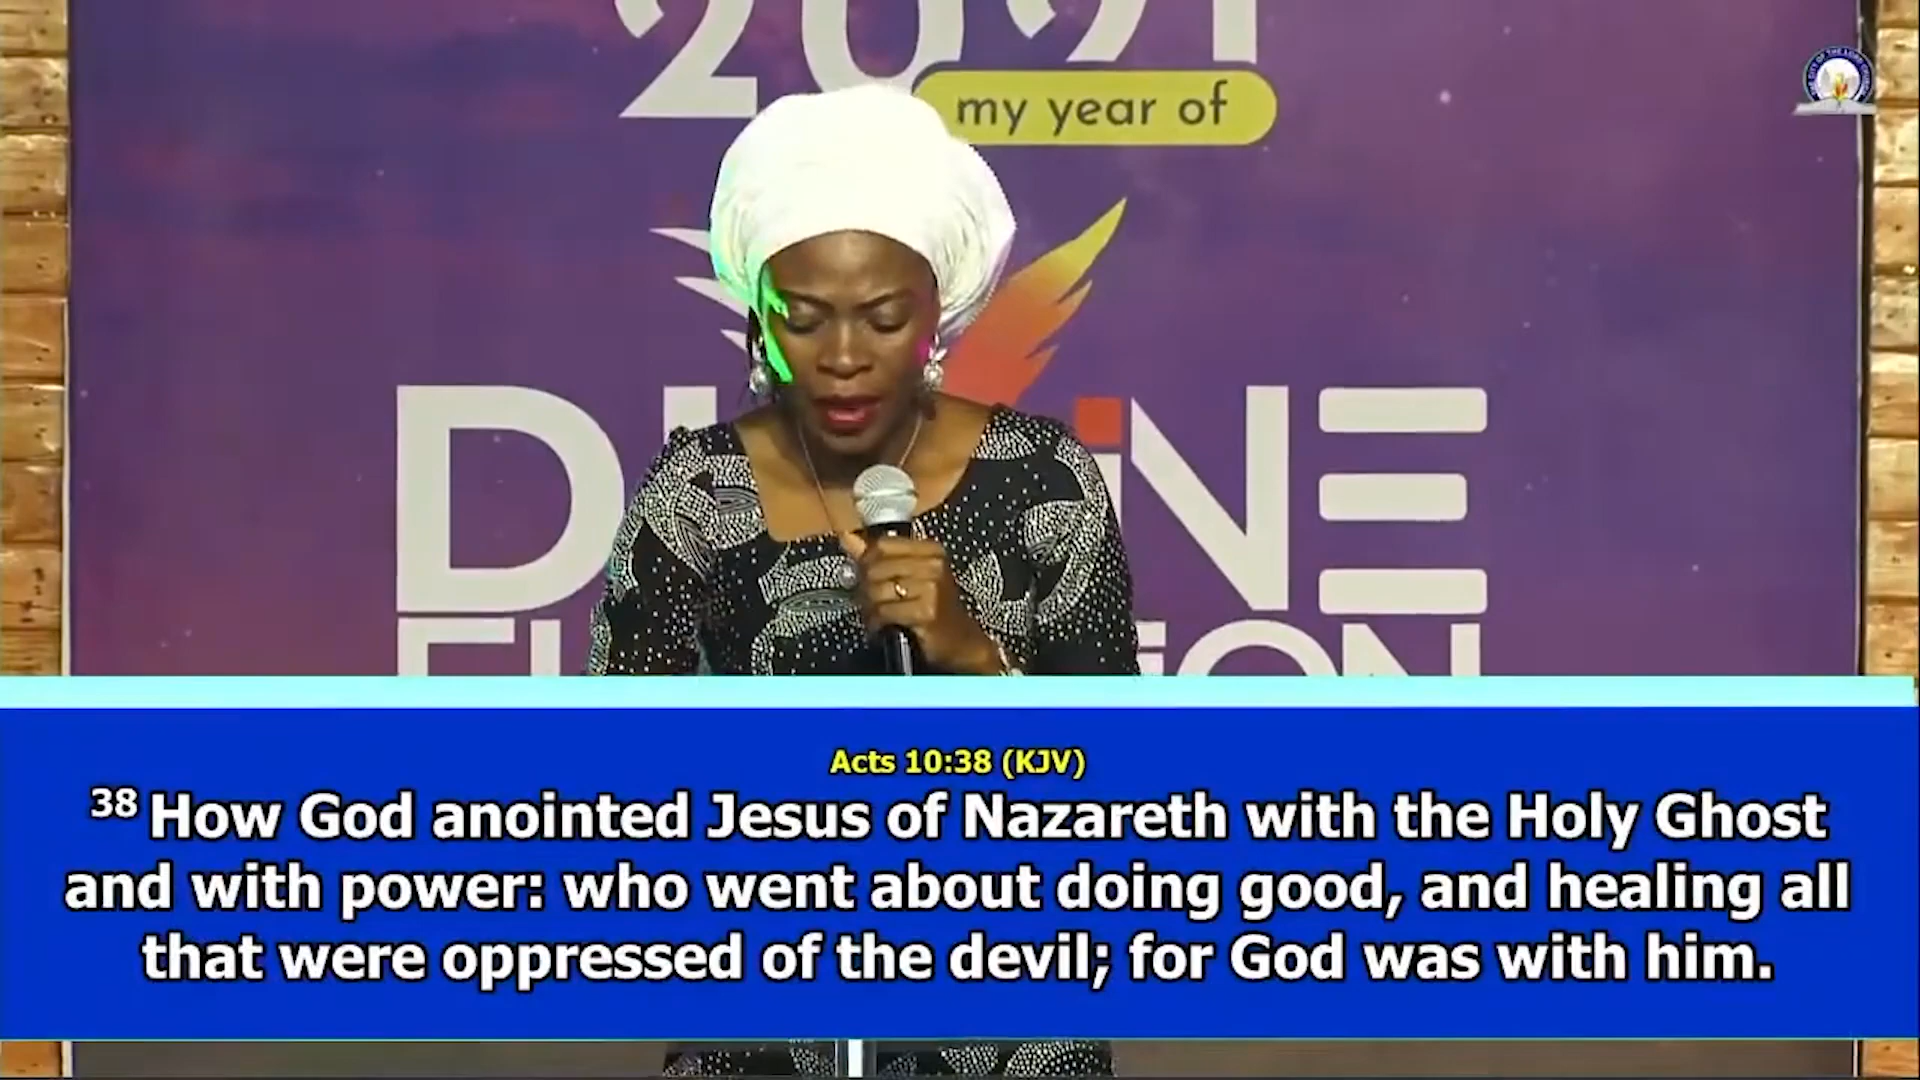 2021
my year of
Acts 10:38 (KJV)
38 How God anointed Jesus of Nazareth with the Holy Ghost
and with power: who went about doing good, and healing all
that were oppressed of the devil; for God was with him.